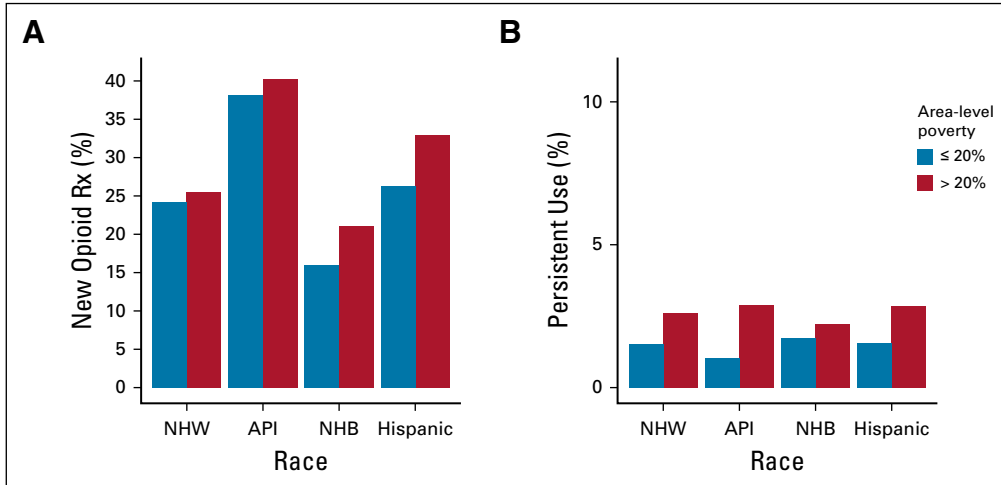 A
New Opioid Rx (%)
40
35
30
25
20
15
10
5
0
NHW API NHB Hispanic
Race
B
Persistent Use (%)
10
5
0
NHW API NHB Hispanic
Race
Area-level
poverty
≤ 20%
> 20%